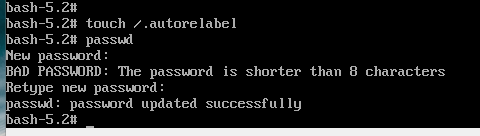 bash-5.2#
bash-5.2# touch /.autorelabel
bash-5.2# passwd
New password:
BAD PASSWORD: The password is shorter than 8 characters
Retype new password:
passwd: password updated successfully
bash-5.2# _